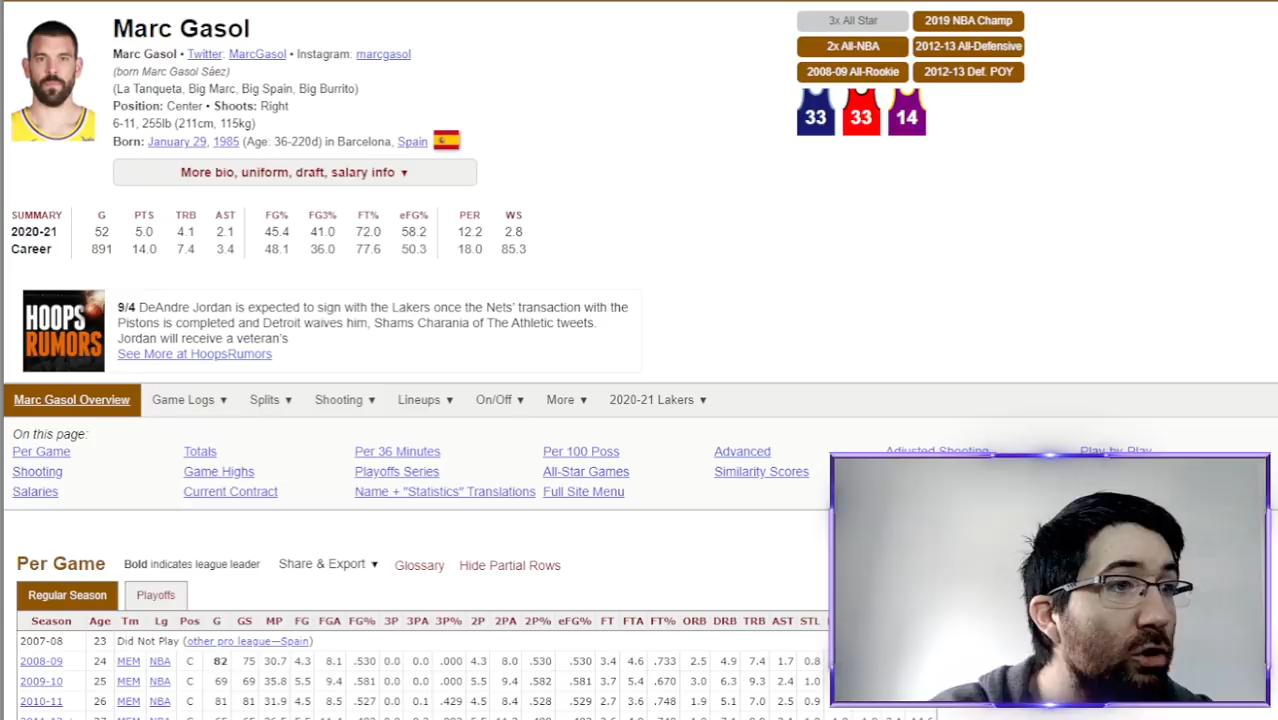 Marc Gasol
Marc Gasol • Twitter: MarcGasol • Instagram: marcgasol
(born Marc Gasol Sáez)
(La Tanqueta, Big Marc, Big Spain, Big Burrito)
Position: Center • Shoots: Right
6-11, 255lb (211cm, 115kg)
Born: January 29, 1985 (Age: 36-220d) in Barcelona, Spain
More bio, uniform, draft, salary info ▼
3x All Star 2019 NBA Champ
2x All-NBA 2012-13 All-Defensive
2008-09 All-Rookie 2012-13 Def. POY
33 33 14
SUMMARY G PTS TRB AST FG% FG3% FT% eFG% PER WS
2020-21 52 5.0 4.1 2.1 45.4 41.0 72.0 58.2 12.2 2.8
Career 891 14.0 7.4 3.4 48.1 36.0 77.6 50.3 18.0 85.3
HOOPS
RUMORS
9/4 DeAndre Jordan is expected to sign with the Lakers once the Nets' transaction with the
Pistons is completed and Detroit waives him, Shams Charania of The Athletic tweets.
Jordan will receive a veteran's
See More at HoopsRumors
Marc Gasol Overview Game Logs ▼ Splits ▼ Shooting ▼ Lineups ▼ On/Off ▼ More ▼ 2020-21 Lakers ▼
On this page:
Per Game Totals Per 36 Minutes Per 100 Poss Advanced Adjusted Shooting Play-by-Play
Shooting Game Highs Playoffs Series All-Star Games Similarity Scores
Salaries Current Contract Name + "Statistics" Translations Full Site Menu
Per Game Bold indicates league leader Share & Export ▼ Glossary Hide Partial Rows
Regular Season Playoffs
Season Age Tm Lg Pos G GS MP FG FGA FG% 3P 3PA 3P% 2P 2PA 2P% eFG% FT FTA FT% ORB DRB TRB AST STL
2007-08 23 Did Not Play (other pro league—Spain)
2008-09 24 MEM NBA C 82 75 30.7 4.3 8.1 .530 0.0 0.0 .000 4.3 8.0 .530 .530 3.4 4.6 .733 2.5 4.9 7.4 1.7 0.8
2009-10 25 MEM NBA C 69 69 35.8 5.5 9.4 .581 0.0 0.0 .000 5.5 9.4 .582 .581 3.7 5.4 .670 3.0 6.3 9.3 2.4 1.0
2010-11 26 MEM NBA C 81 81 31.9 4.5 8.5 .527 0.0 0.1 .429 4.5 8.4 .528 .529 2.7 3.6 .748 1.9 5.1 7.0 2.5 0.9